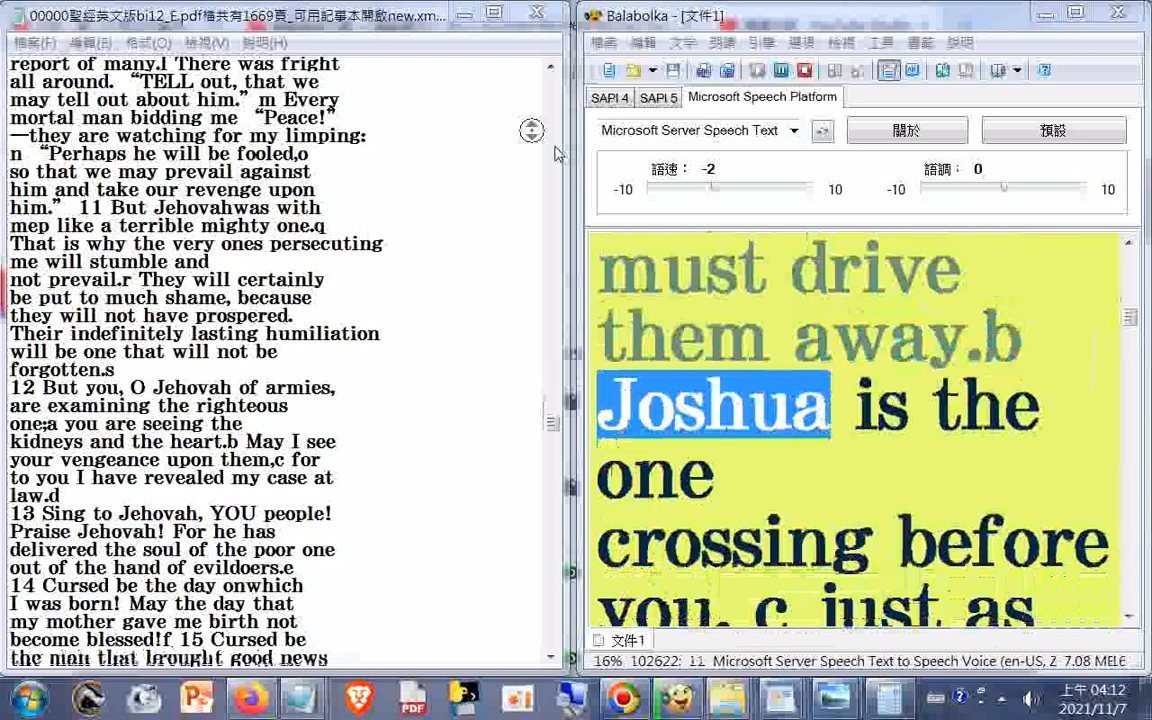 00000聖經英文版bi12_E.pdf檔共有1669頁_可用記事本開啟new.xm...
檔案(F) 編輯(E) 格式(O) 檢視(V) 說明(H)
report of many.l There was fright
all around. “TELL out, that we
may tell out about him.” m Every
mortal man bidding me “Peace!”
—they are watching for my limping:
n “Perhaps he will be fooled,o
so that we may prevail against
him and take our revenge upon
him.” 11 But Jehovahwas with
mep like a terrible mighty one.q
That is why the very ones persecuting
me will stumble and
not prevail.r They will certainly
be put to much shame, because
they will not have prospered.
Their indefinitely lasting humiliation
will be one that will not be
forgotten.s
12 But you, O Jehovah of armies,
are examining the righteous
one;a you are seeing the
kidneys and the heart.b May I see
your vengeance upon them,c for
to you I have revealed my case at
law.d
13 Sing to Jehovah, YOU people!
Praise Jehovah! For he has
delivered the soul of the poor one
out of the hand of evildoers.e
14 Cursed be the day onwhich
I was born! May the day that
my mother gave me birth not
become blessed!f 15 Cursed be
the man that brought good news
Balabolka - [文件1]
檔案 編輯 文字 朗讀 引擎 選項 檢視 工具 書籤 說明
SAPI 4 SAPI 5 Microsoft Speech Platform
Microsoft Server Speech Text 關於 預設
語速： -2 語調： 0
-10 10 -10 10
must drive
them away.b
Joshua is the
one
crossing before
you, c just as
文件1
16% 102622: 11 Microsoft Server Speech Text to Speech Voice (en-US, Z 7.08 МБ
PDF
上午 04:12
2021/11/7